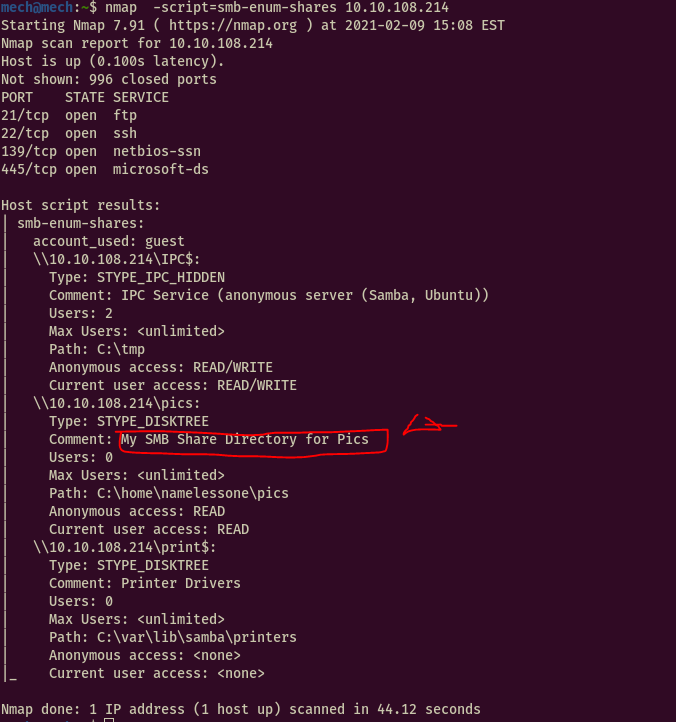 mech@mech:~$ nmap  -script=smb-enum-shares 10.10.108.214
Starting Nmap 7.91 ( https://nmap.org ) at 2021-02-09 15:08 EST
Nmap scan report for 10.10.108.214
Host is up (0.100s latency).
Not shown: 996 closed ports
PORT    STATE SERVICE
21/tcp  open  ftp
22/tcp  open  ssh
139/tcp open  netbios-ssn
445/tcp open  microsoft-ds

Host script results:
| smb-enum-shares:
|   account_used: guest
|   \\10.10.108.214\IPC$:
|     Type: STYPE_IPC_HIDDEN
|     Comment: IPC Service (anonymous server (Samba, Ubuntu))
|     Users: 2
|     Max Users: <unlimited>
|     Path: C:\tmp
|     Anonymous access: READ/WRITE
|     Current user access: READ/WRITE
|   \\10.10.108.214\pics:
|     Type: STYPE_DISKTREE
|     Comment: My SMB Share Directory for Pics
|     Users: 0
|     Max Users: <unlimited>
|     Path: C:\home\namelessone\pics
|     Anonymous access: READ
|     Current user access: READ
|   \\10.10.108.214\print$:
|     Type: STYPE_DISKTREE
|     Comment: Printer Drivers
|     Users: 0
|     Max Users: <unlimited>
|     Path: C:\var\lib\samba\printers
|     Anonymous access: <none>
|_    Current user access: <none>

Nmap done: 1 IP address (1 host up) scanned in 44.12 seconds